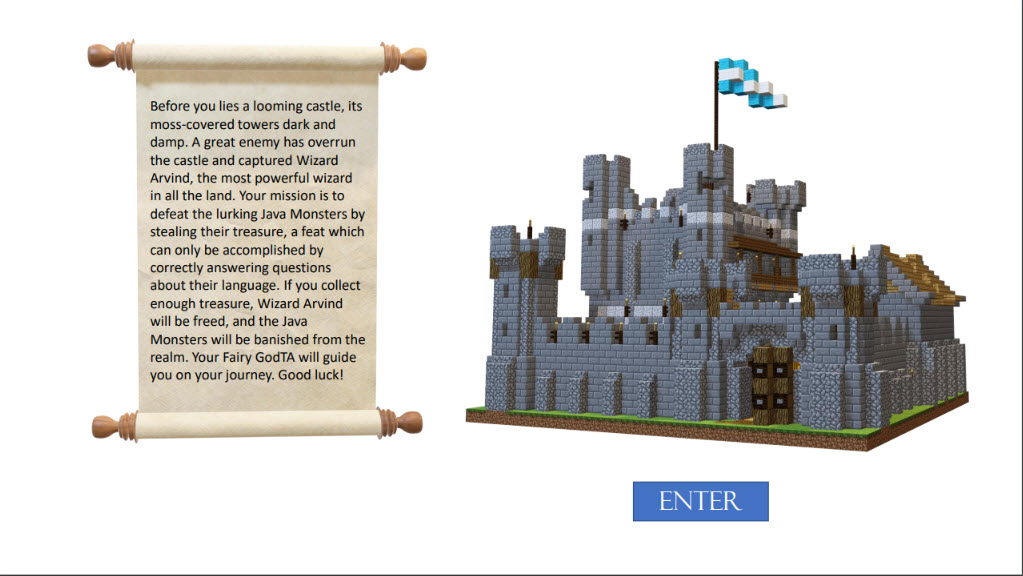 Before you lies a looming castle, its
moss-covered towers dark and
damp. A great enemy has overrun
the castle and captured Wizard
Arvind, the most powerful wizard
in all the land. Your mission is to
defeat the lurking Java Monsters by
stealing their treasure, a feat which
can only be accomplished by
correctly answering questions
about their language. If you collect
enough treasure, Wizard Arvind
will be freed, and the Java
Monsters will be banished from the
realm. Your Fairy GodTA will guide
you on your journey. Good luck!
ENTER